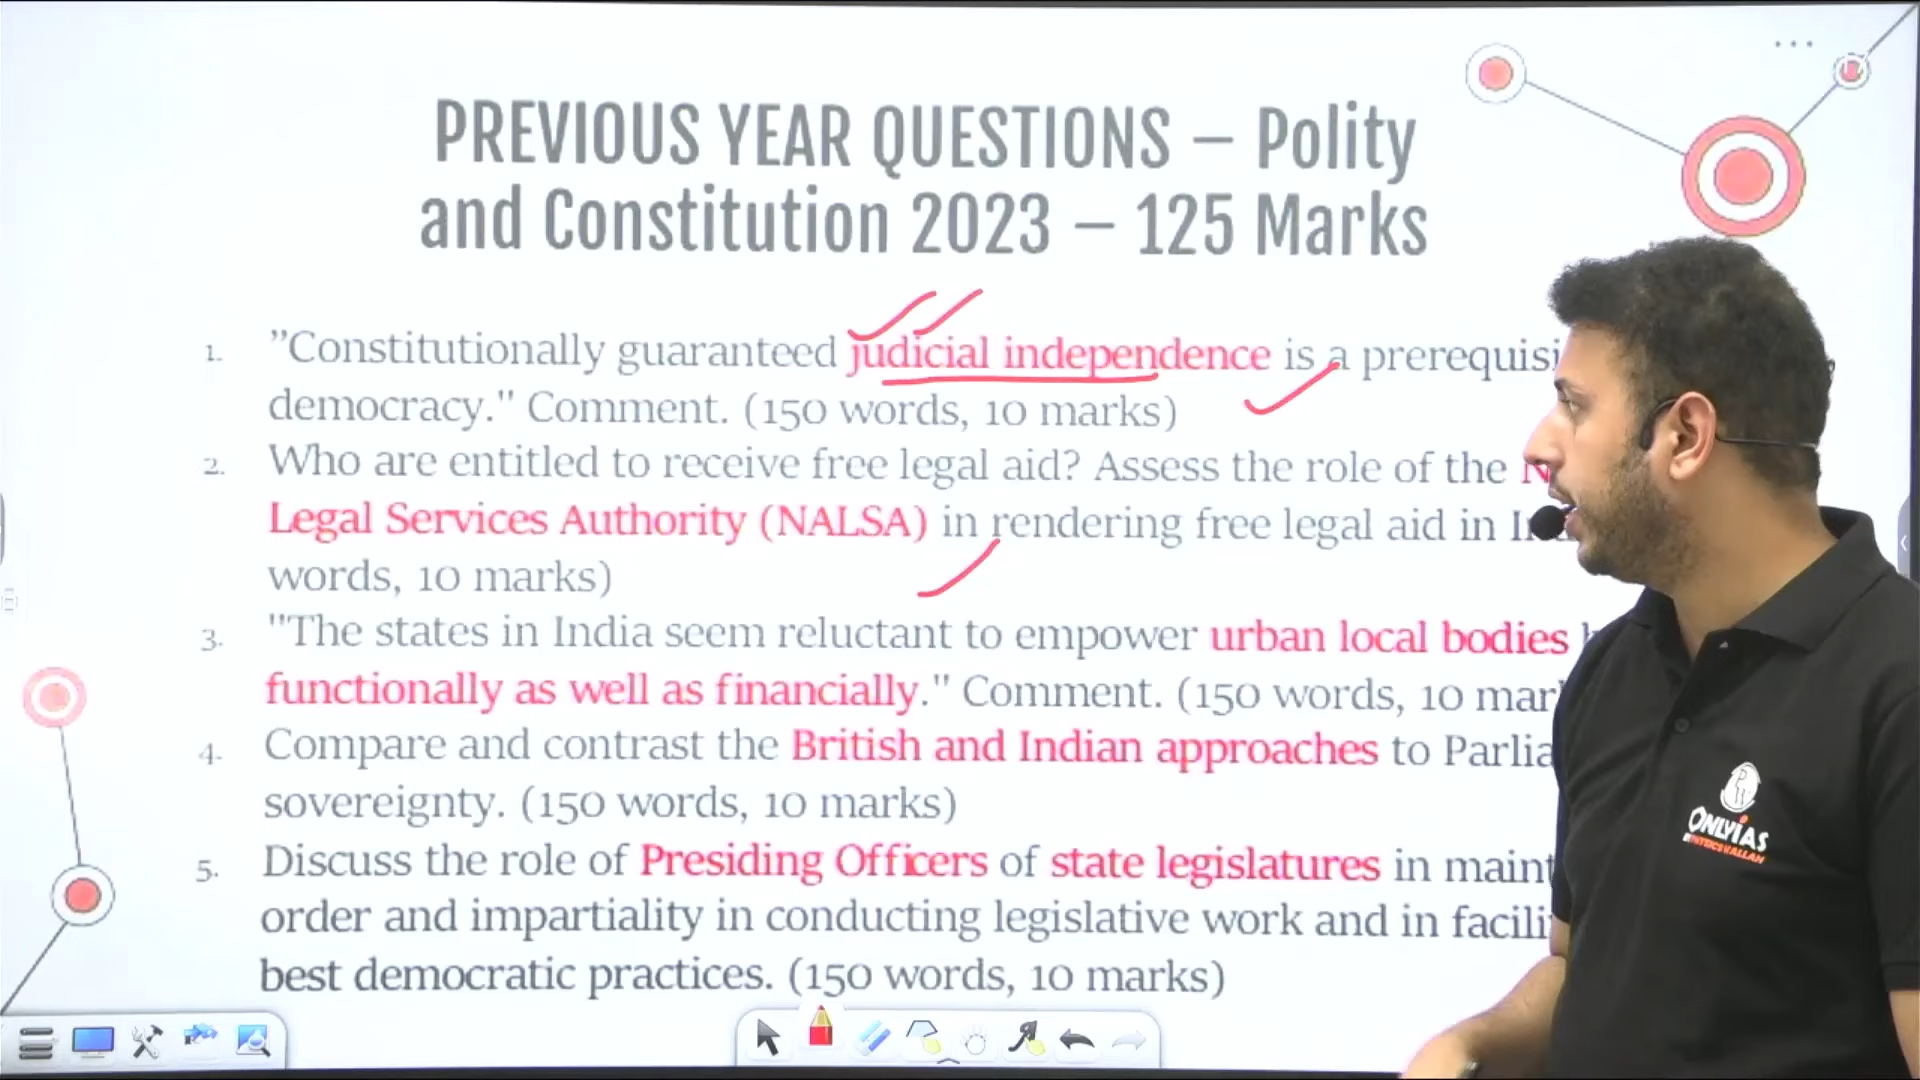 PREVIOUS YEAR QUESTIONS – Polity
and Constitution 2023 – 125 Marks
1. "Constitutionally guaranteed judicial independence is a
democracy." Comment. (150 words, 10 marks)
2. Who are entitled to receive free legal aid? Assess the role of the
Legal Services Authority (NALSA) in rendering free legal aid in
words, 10 marks)
3. "The states in India seem reluctant to empower urban local bodies
functionally as well as financially." Comment. (150 words, 10
4. Compare and contrast the British and Indian approaches to
sovereignty. (150 words, 10 marks)
5. Discuss the role of Presiding Officers of state legislatures in
order and impartiality in conducting legislative work and in
best democratic practices. (150 words, 10 marks)
ONLYIAS